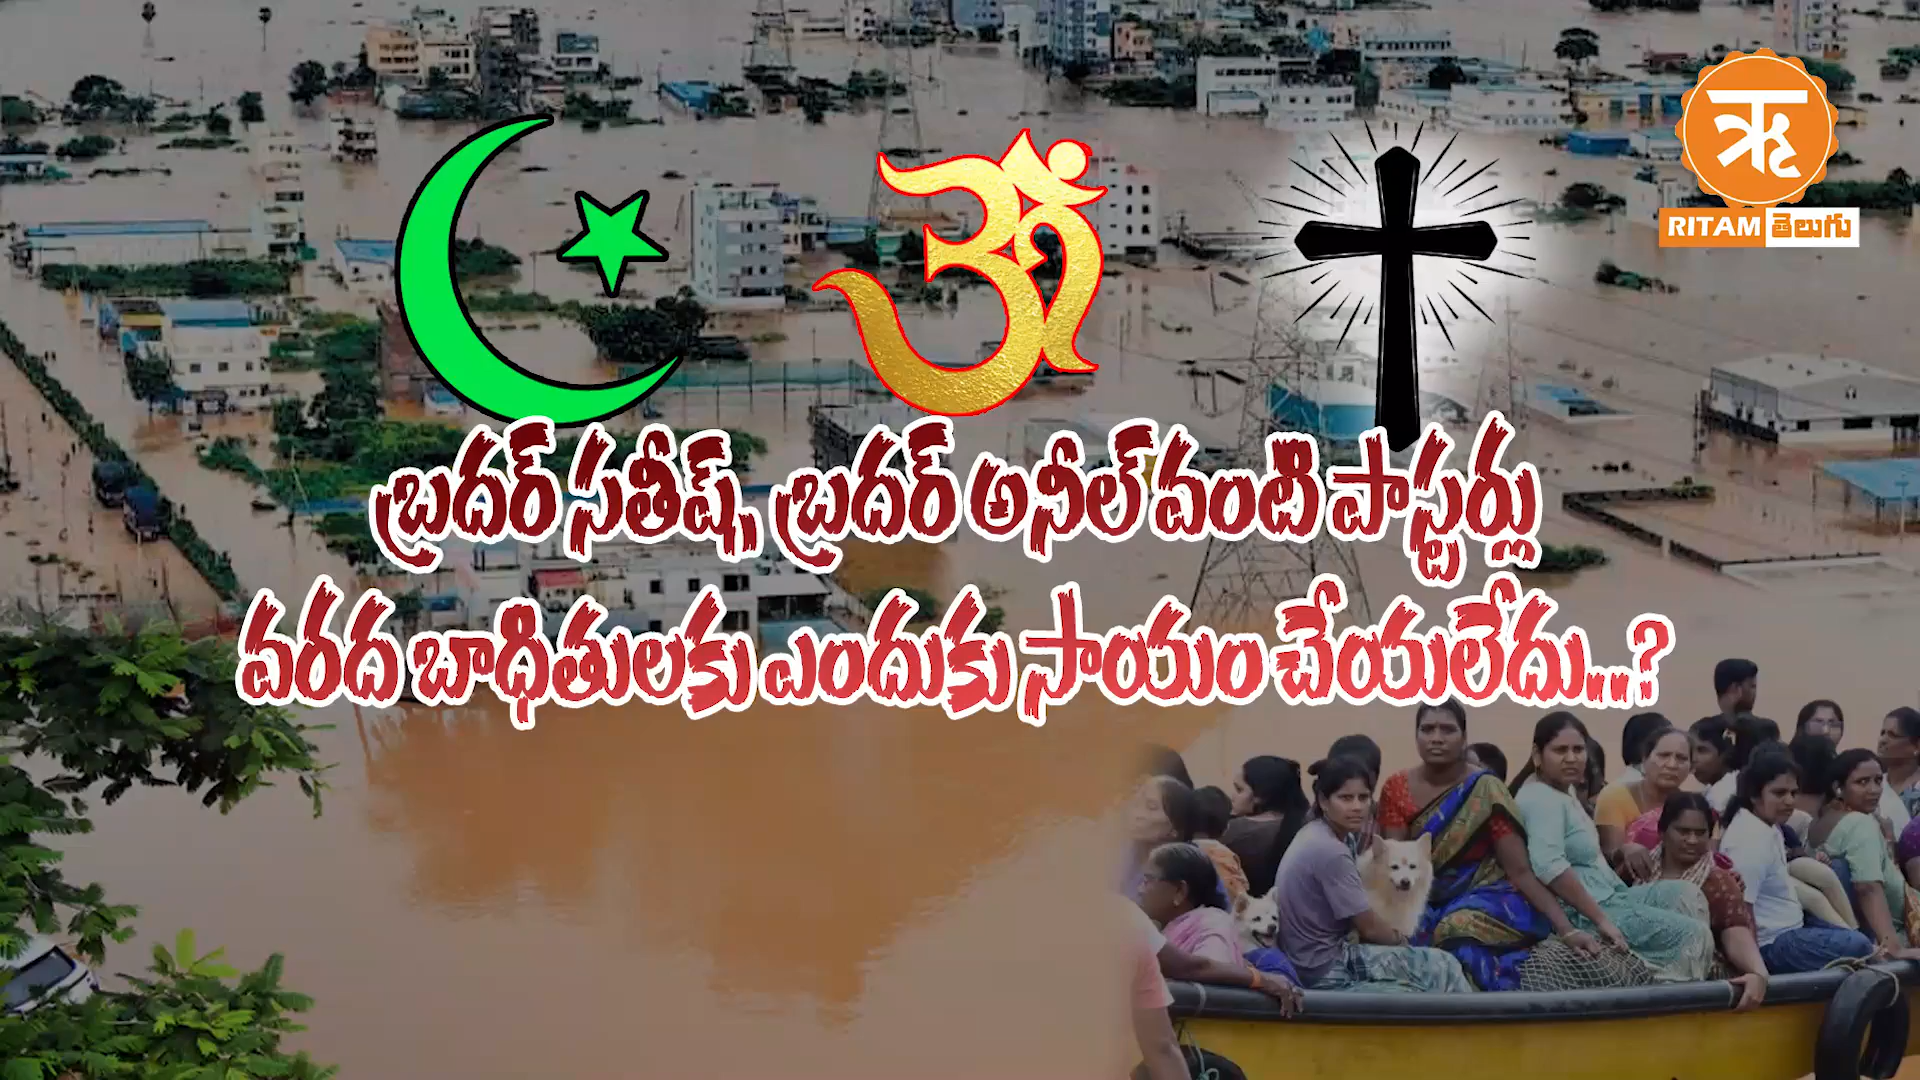 ऋ
RITAM తెలుగు
బ్రదర్ సతీష్, బ్రదర్ అనీల్ వంటి పాస్టర్లు
వరద బాధితులకు ఎందుకు సాయం చేయలేదు...?